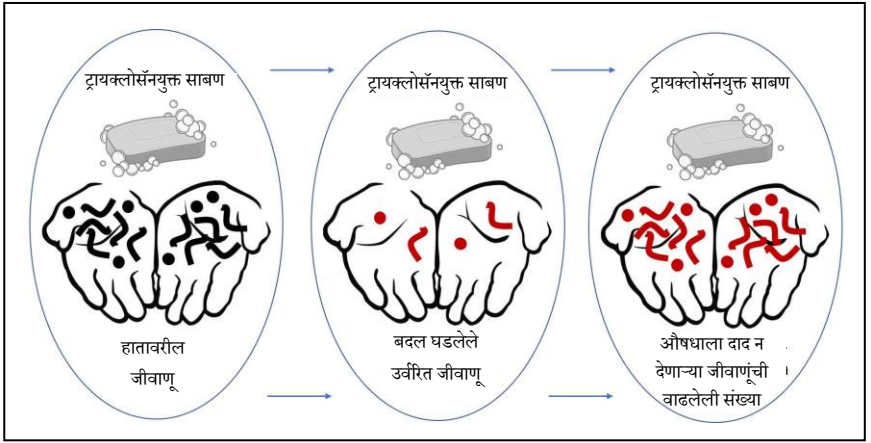 ट्रायक्लोसॅनयुक्त साबण
हातावरील
जीवाणू
ट्रायक्लोसॅनयुक्त साबण
बदल घडलेले
उर्वरित जीवाणू
ट्रायक्लोसॅनयुक्त साबण
औषधाला दाद न
देणाऱ्या जीवाणूंची
वाढलेली संख्या